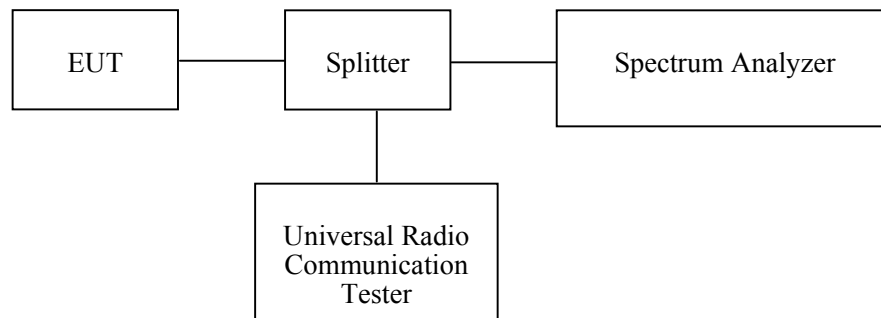 EUT
Splitter
Spectrum Analyzer
Universal Radio
Communication
Tester